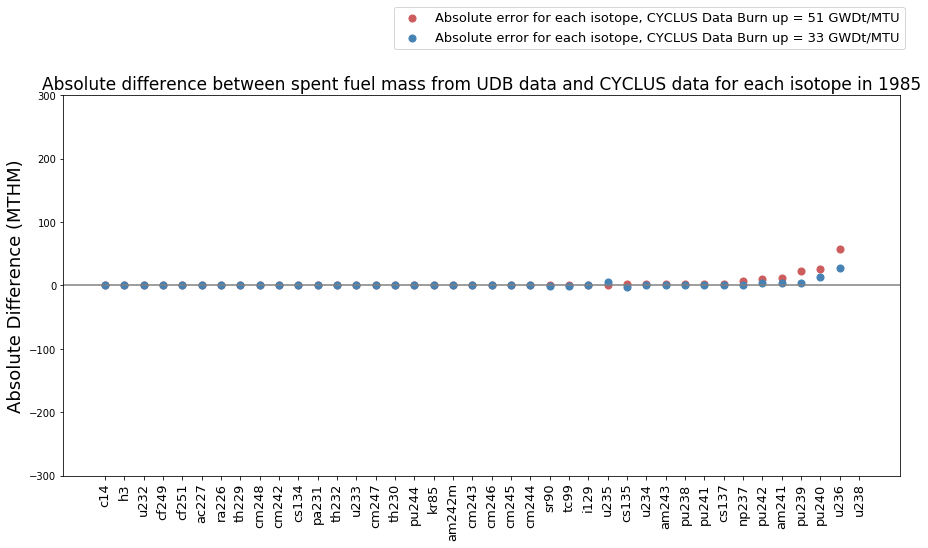 Absolute error for each isotope, CYCLUS Data Burn up = 51 GWDt/MTU
Absolute error for each isotope, CYCLUS Data Burn up = 33 GWDt/MTU
Absolute difference between spent fuel mass from UDB data and CYCLUS data for each isotope in 1985
Absolute Difference (MTHM)
300
200
100
0
−100
−200
−300
c14
h3
u232
cf249
cf251
ac227
ra226
th229
cm248
cm242
cs134
pa231
th232
u233
cm247
th230
pu244
kr85
am242m
cm243
cm246
cm245
cm244
sr90
tc99
i129
u235
cs135
u234
am243
pu238
pu241
cs137
np237
pu242
am241
pu239
pu240
u236
u238